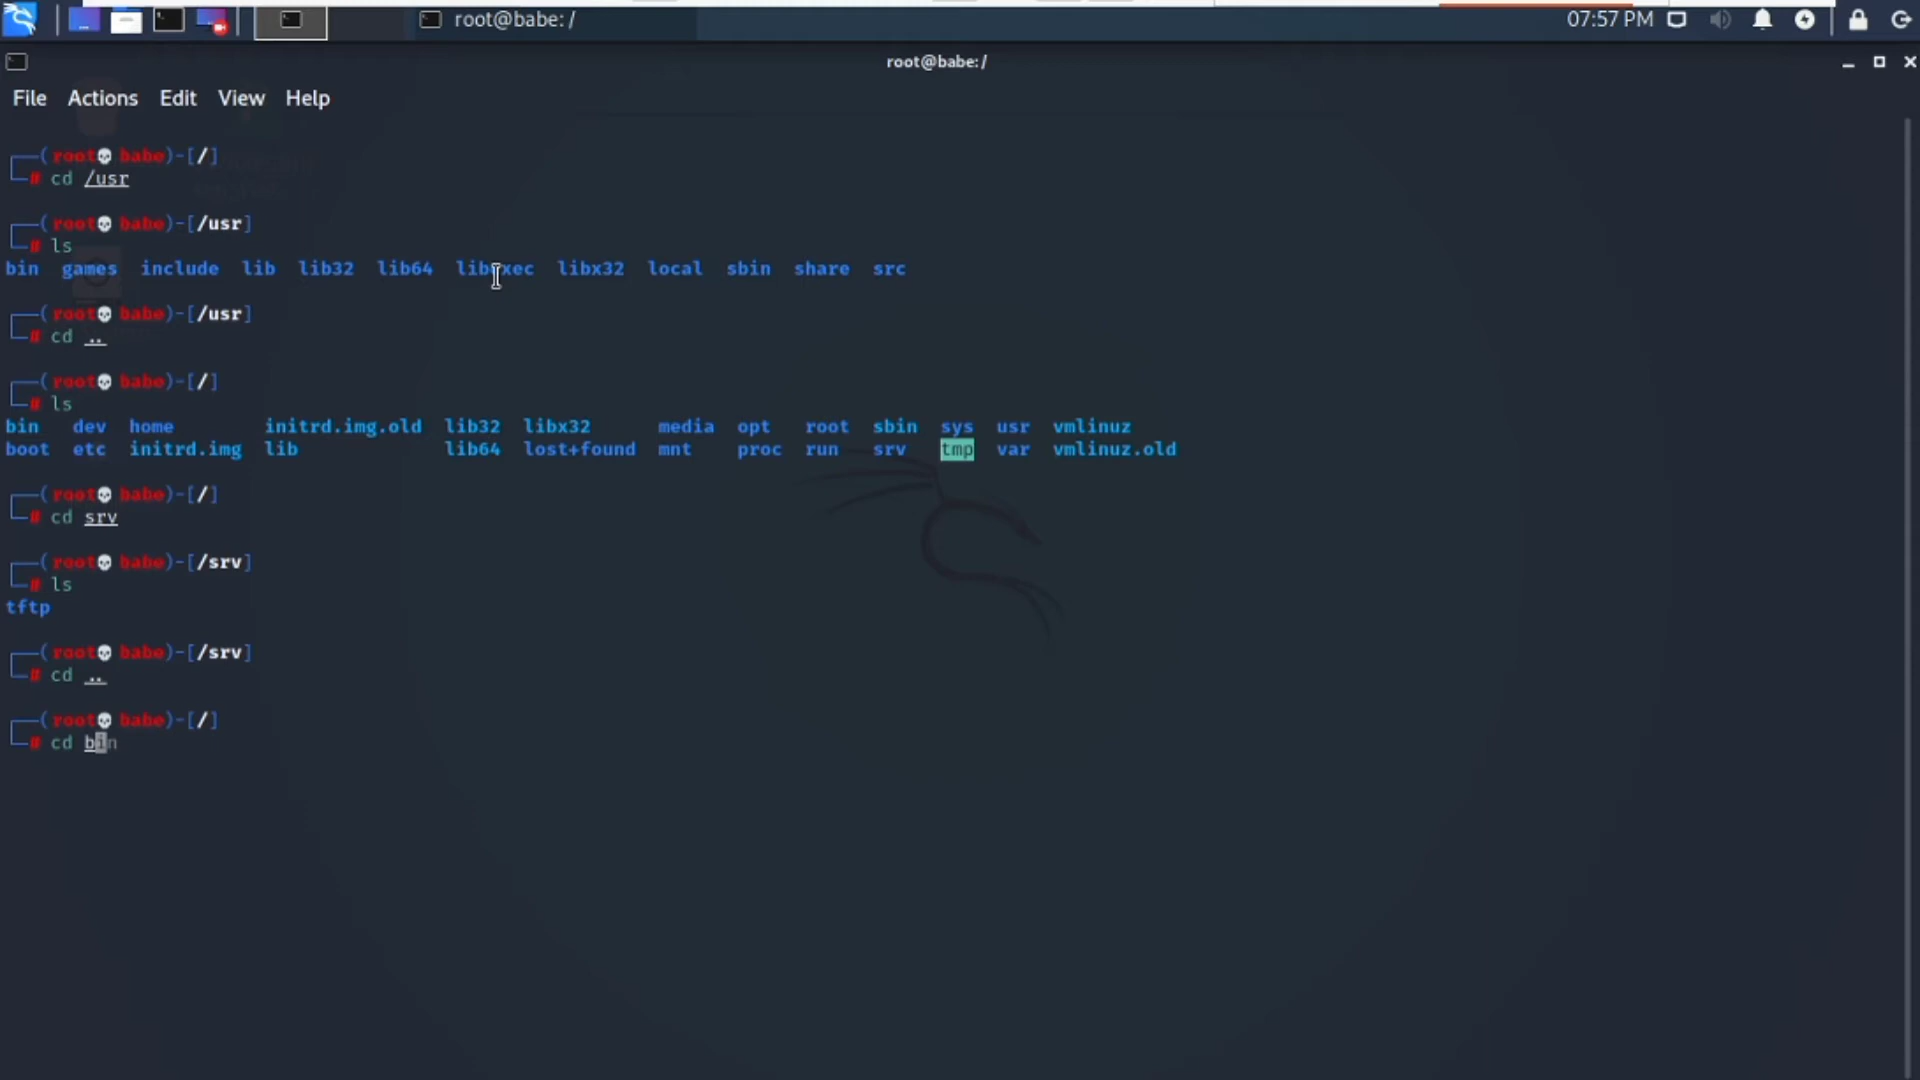 root@babe: /
07:57 PM
root@babe: /
File Actions Edit View Help
(root💀babe)-[/]
# cd /usr
(root💀babe)-[/usr]
# ls
bin games include lib lib32 lib64 libexec libx32 local sbin share src
(root💀babe)-[/usr]
# cd ..
(root💀babe)-[/]
# ls
bin dev home initrd.img.old lib32 libx32 media opt root sbin sys usr vmlinuz
boot etc initrd.img lib lib64 lost+found mnt proc run srv tmp var vmlinuz.old
(root💀babe)-[/]
# cd srv
(root💀babe)-[/srv]
# ls
tftp
(root💀babe)-[/srv]
# cd ..
(root💀babe)-[/]
# cd bin